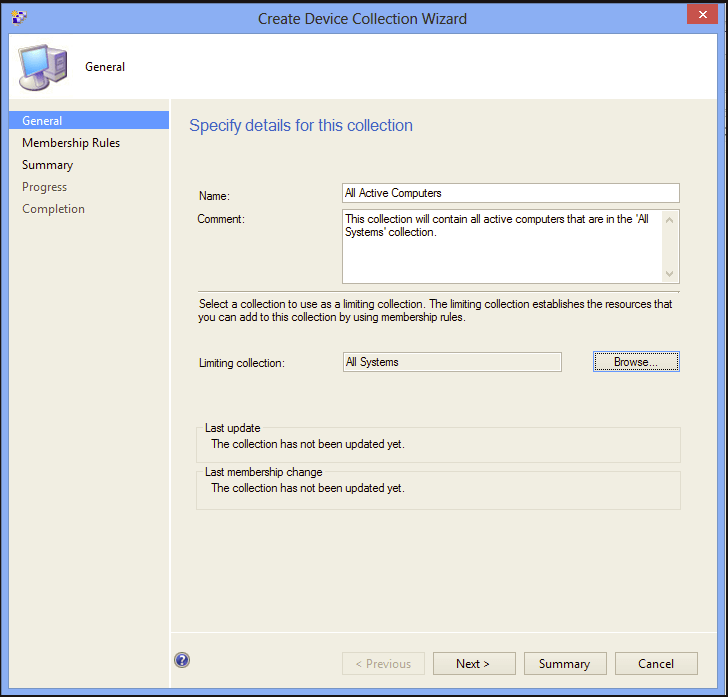 Create Device Collection Wizard
General
General
Membership Rules
Summary
Progress
Completion
Specify details for this collection
Name:
All Active Computers
Comment:
This collection will contain all active computers that are in the 'All
Systems' collection.
Select a collection to use as a limiting collection. The limiting collection establishes the resources that
you can add to this collection by using membership rules.
Limiting collection:
All Systems
Browse...
Last update
The collection has not been updated yet.
Last membership change
The collection has not been updated yet.
< Previous
Next >
Summary
Cancel